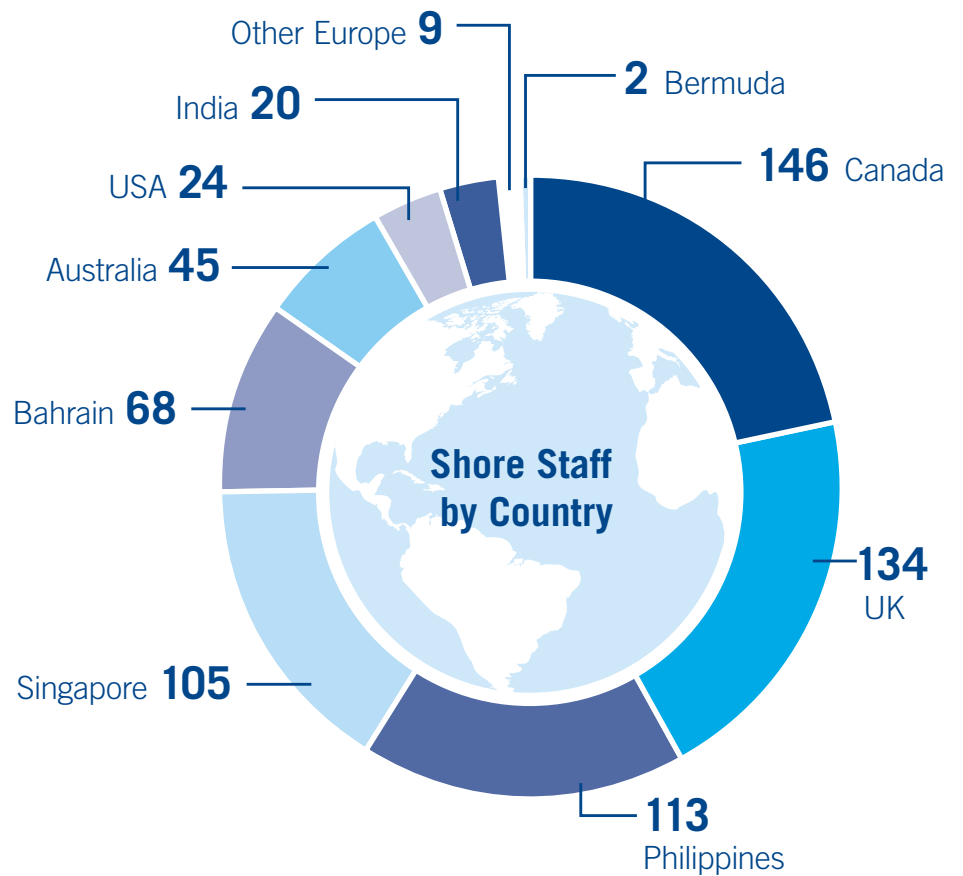 Other Europe 9
2 Bermuda
India 20
146 Canada
USA 24
Australia 45
Bahrain 68
Shore Staff
by Country
134
UK
Singapore 105
113
Philippines